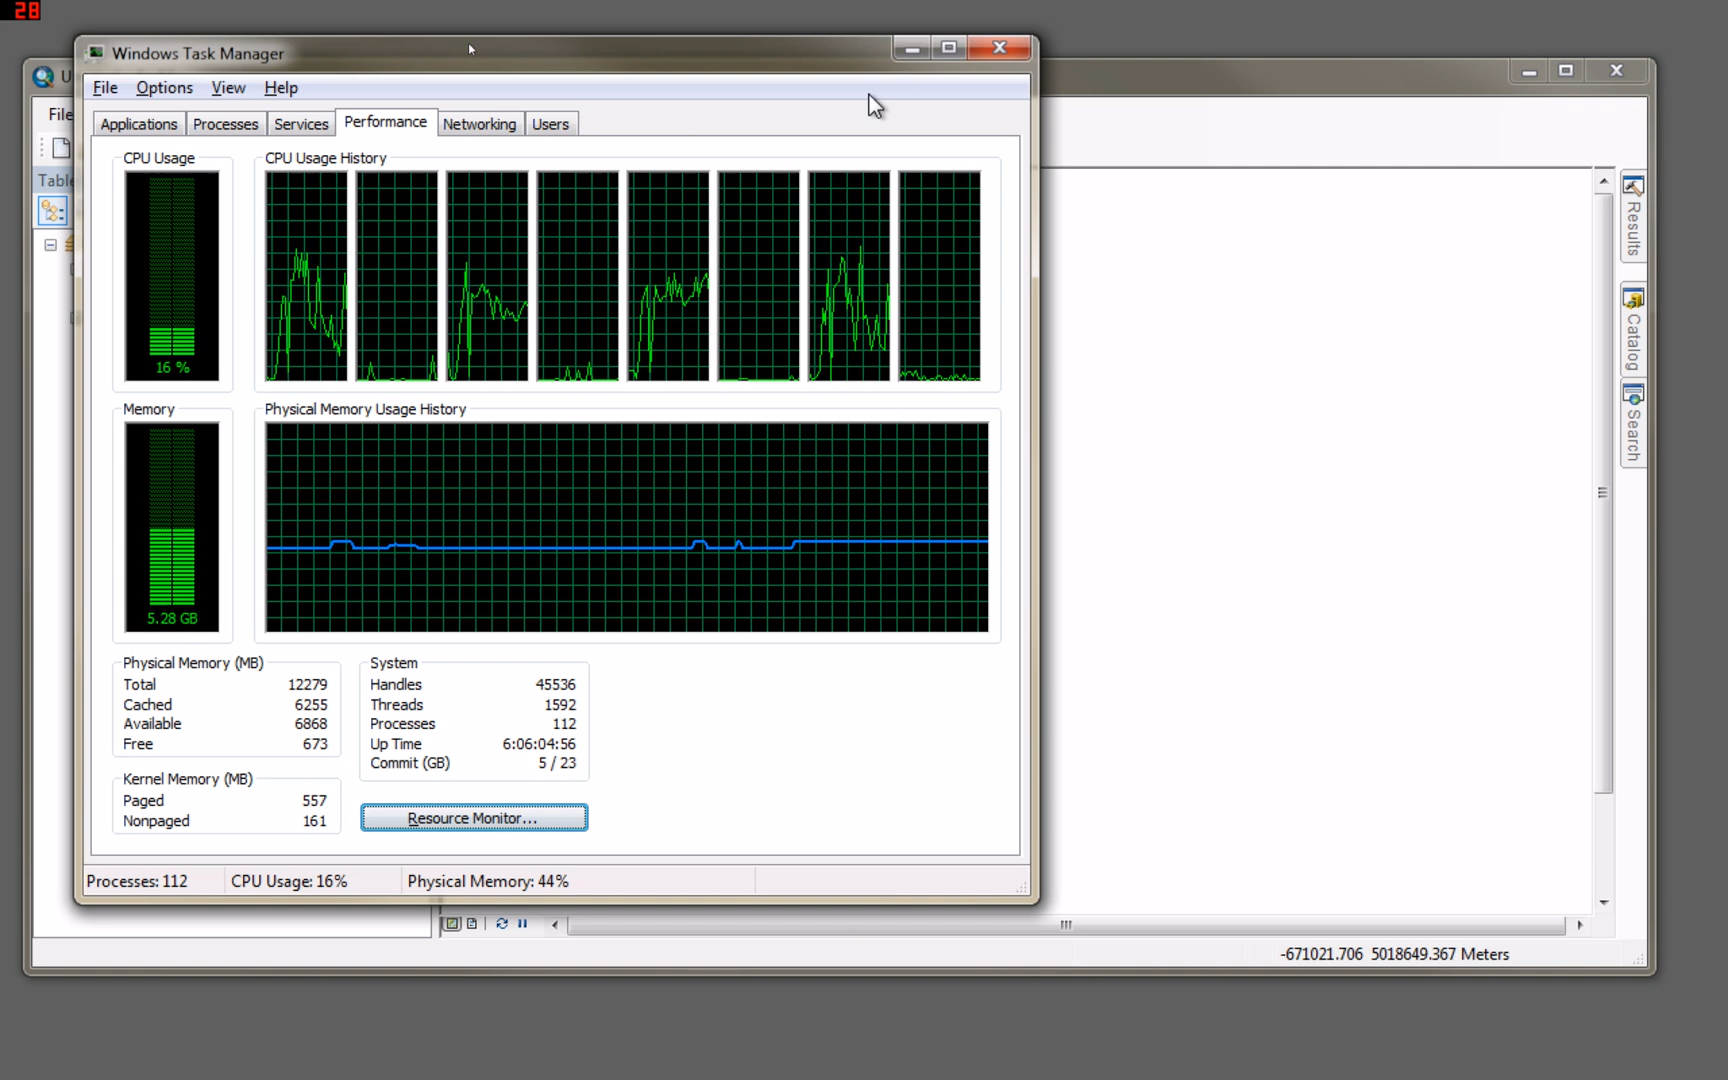 28
Windows Task Manager
U
File
Table
File Options View Help
Applications Processes Services Performance Networking Users
CPU Usage
CPU Usage History
16 %
Memory
Physical Memory Usage History
5.28 GB
Physical Memory (MB)
Total 12279
Cached 6255
Available 6868
Free 673
Kernel Memory (MB)
Paged 557
Nonpaged 161
System
Handles 45536
Threads 1592
Processes 112
Up Time 6:06:04:56
Commit (GB) 5 / 23
Resource Monitor...
Processes: 112 CPU Usage: 16% Physical Memory: 44%
Results
Catalog
Search
-671021.706 5018649.367 Meters